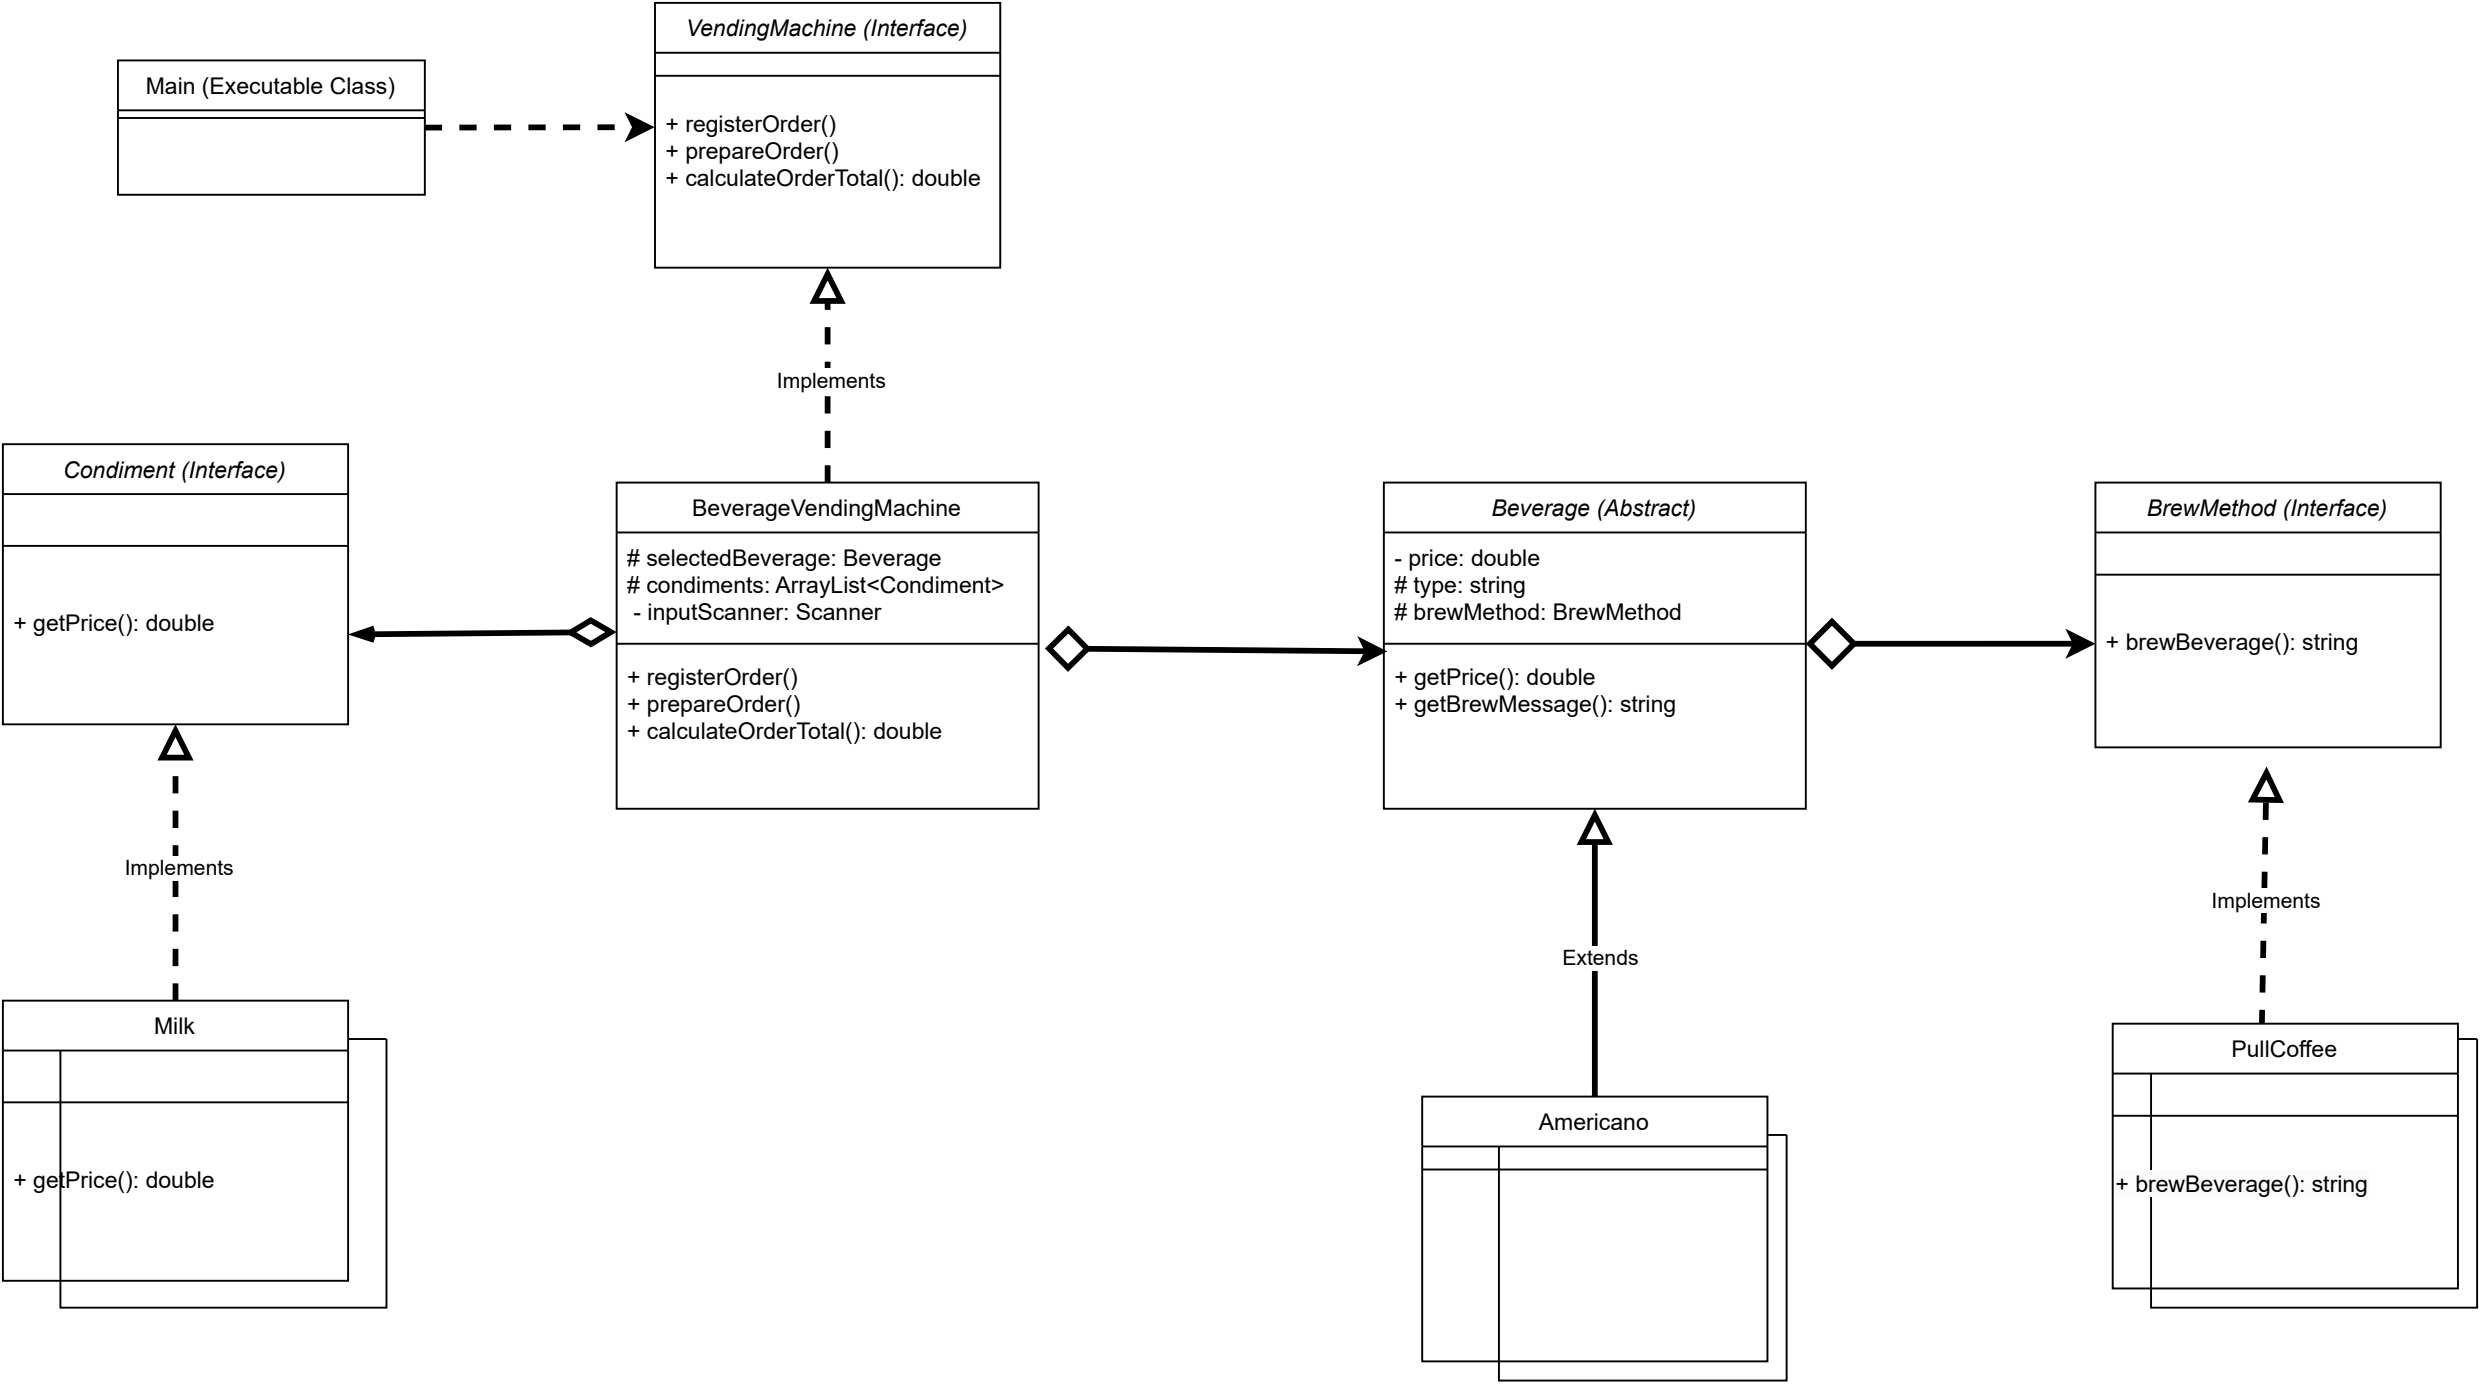 VendingMachine (Interface)
+ registerOrder()
+ prepareOrder()
+ calculateOrderTotal(): double
Main (Executable Class)
Implements
Condiment (Interface)
+ getPrice(): double
BeverageVendingMachine
# selectedBeverage: Beverage
# condiments: ArrayList<Condiment>
- inputScanner: Scanner
+ registerOrder()
+ prepareOrder()
+ calculateOrderTotal(): double
Beverage (Abstract)
- price: double
# type: string
# brewMethod: BrewMethod
+ getPrice(): double
+ getBrewMessage(): string
BrewMethod (Interface)
+ brewBeverage(): string
Implements
Extends
Implements
Milk
+ getPrice(): double
Americano
PullCoffee
+ brewBeverage(): string